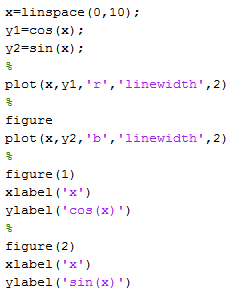 x=linspace(0,10);
y1=cos(x);
y2=sin(x);
%
plot(x,y1,'r','linewidth',2)
%
figure
plot(x,y2,'b','linewidth',2)
%
figure(1)
xlabel('x')
ylabel('cos(x)')
%
figure(2)
xlabel('x')
ylabel('sin(x)')